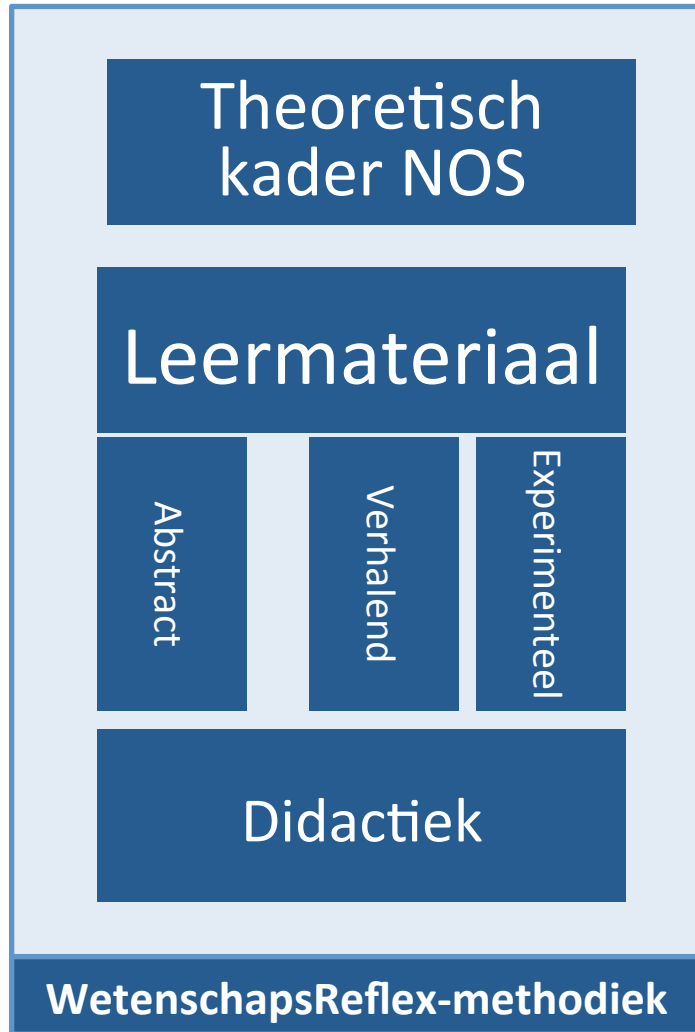 Theoretisch
kader NOS
Leermateriaal
Abstract
Verhalend
Experimenteel
Didactiek
WetenschapsReflex-methodiek